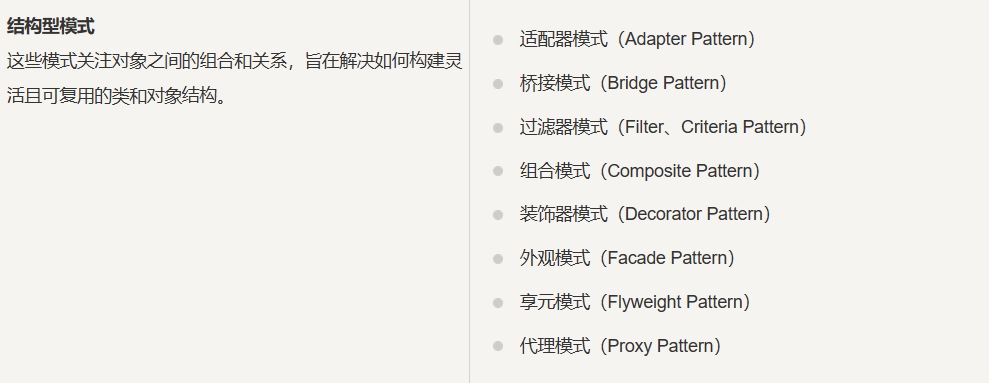 结构型模式
这些模式关注对象之间的组合和关系，旨在解决如何构建灵
活且可复用的类和对象结构。
适配器模式（Adapter Pattern）
桥接模式（Bridge Pattern）
过滤器模式（Filter、Criteria Pattern）
组合模式（Composite Pattern）
装饰器模式（Decorator Pattern）
外观模式（Facade Pattern）
享元模式（Flyweight Pattern）
代理模式（Proxy Pattern）